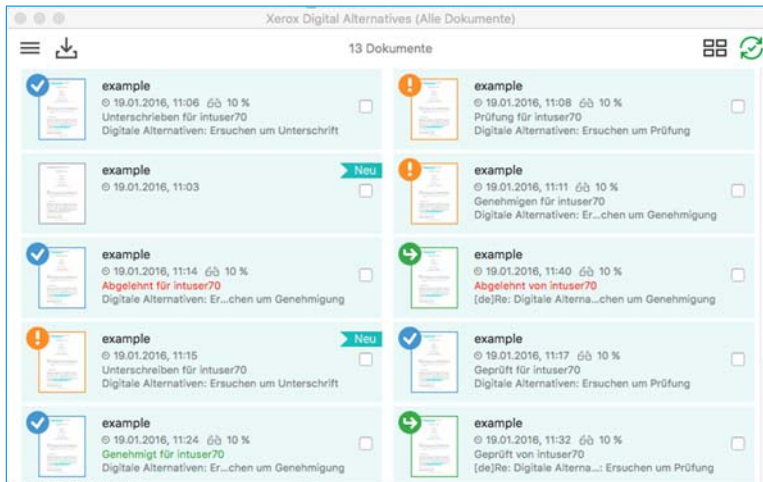 Xerox Digital Alternatives (Alle Dokumente)
13 Dokumente
example
19.01.2016, 11:06 10 %
Unterschrieben für intuser70
Digitale Alternativen: Ersuchen um Unterschrift
example
19.01.2016, 11:08 10 %
Prüfung für intuser70
Digitale Alternativen: Ersuchen um Prüfung
example
Neu
19.01.2016, 11:03
example
19.01.2016, 11:11 10 %
Genehmigen für intuser70
Digitale Alternativen: Er...chen um Genehmigung
example
19.01.2016, 11:14 10 %
Abgelehnt für intuser70
Digitale Alternativen: Er...chen um Genehmigung
example
19.01.2016, 11:40 10 %
Abgelehnt von intuser70
[de]Re: Digitale Alterna...chen um Genehmigung
example
Neu
19.01.2016, 11:15
Unterschreiben für intuser70
Digitale Alternativen: Ersuchen um Unterschrift
example
19.01.2016, 11:17 10 %
Geprüft für intuser70
Digitale Alternativen: Ersuchen um Prüfung
example
19.01.2016, 11:24 10 %
Genehmigt für intuser70
Digitale Alternativen: Er...chen um Genehmigung
example
19.01.2016, 11:32 10 %
Geprüft von intuser70
[de]Re: Digitale Alterna...: Ersuchen um Prüfung